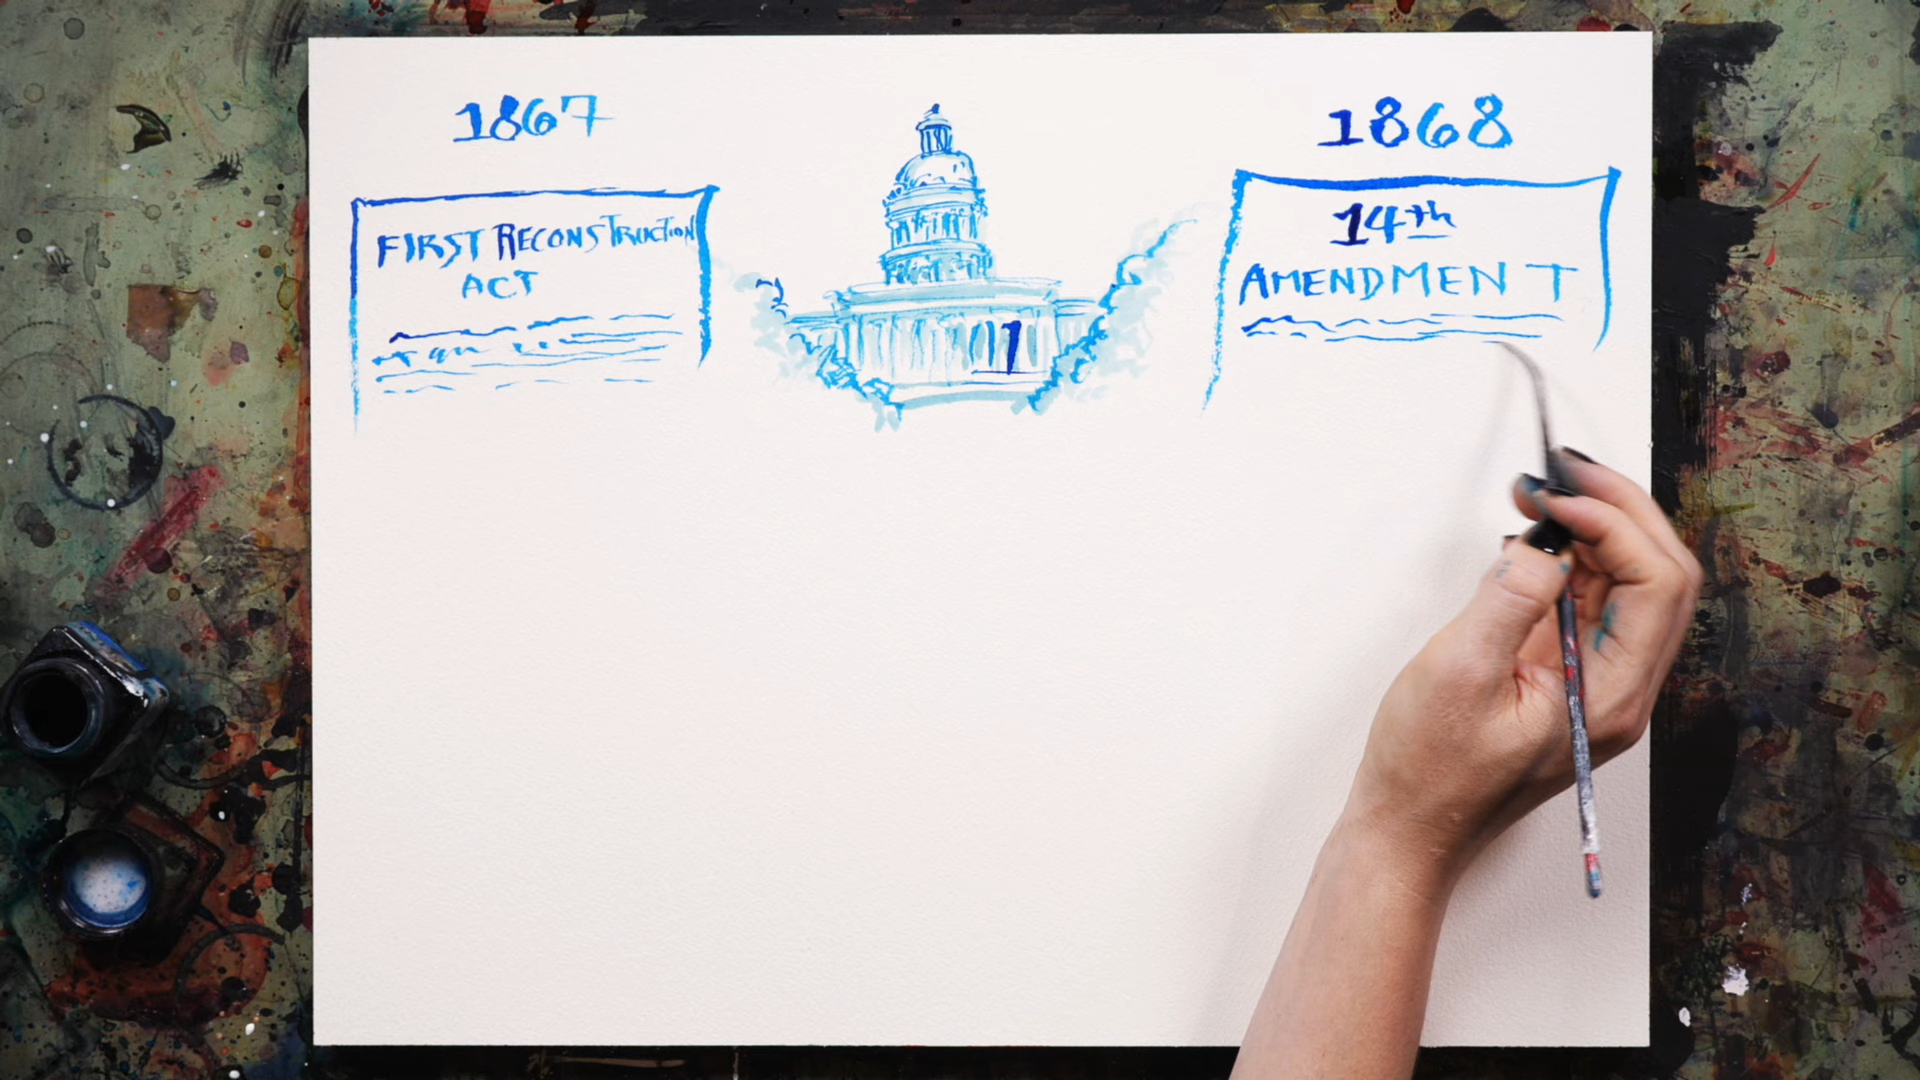 1867
FIRST RECONSTRUCTION
ACT
1868
14th
AMENDMENT